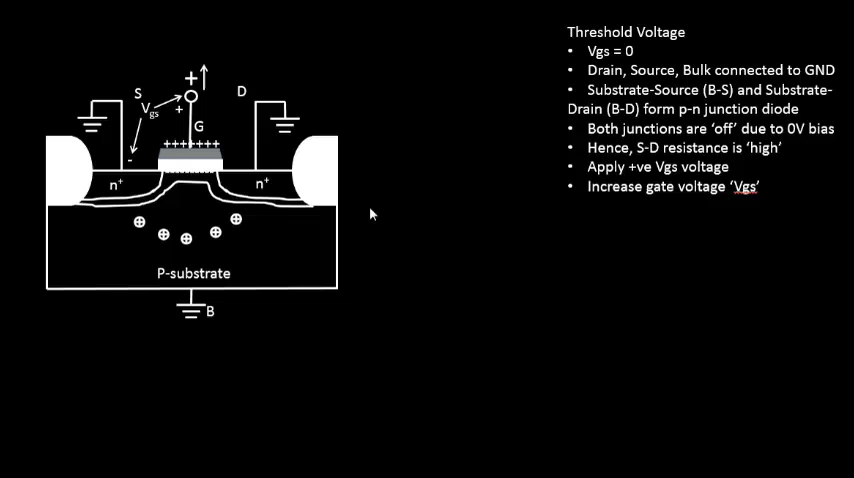 Threshold Voltage
• Vgs = 0
• Drain, Source, Bulk connected to GND
• Substrate-Source (B-S) and Substrate-
Drain (B-D) form p-n junction diode
• Both junctions are ‘off’ due to 0V bias
• Hence, S-D resistance is ‘high’
• Apply +ve Vgs voltage
• Increase gate voltage ‘Vgs’
+
S
D
Vgs
+
G
+++++++
-
n+
n+
P-substrate
B